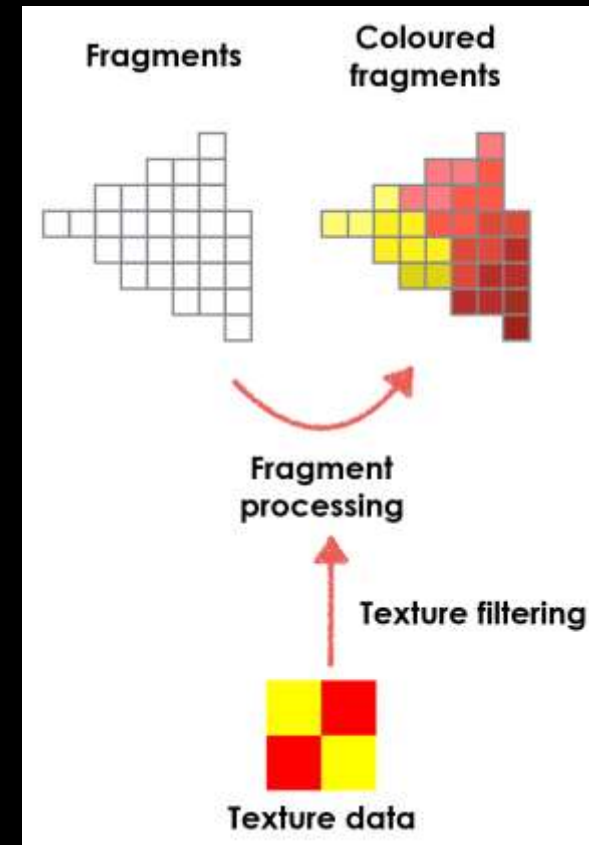 Fragments
Coloured
fragments
Fragment
processing
Texture filtering
Texture data